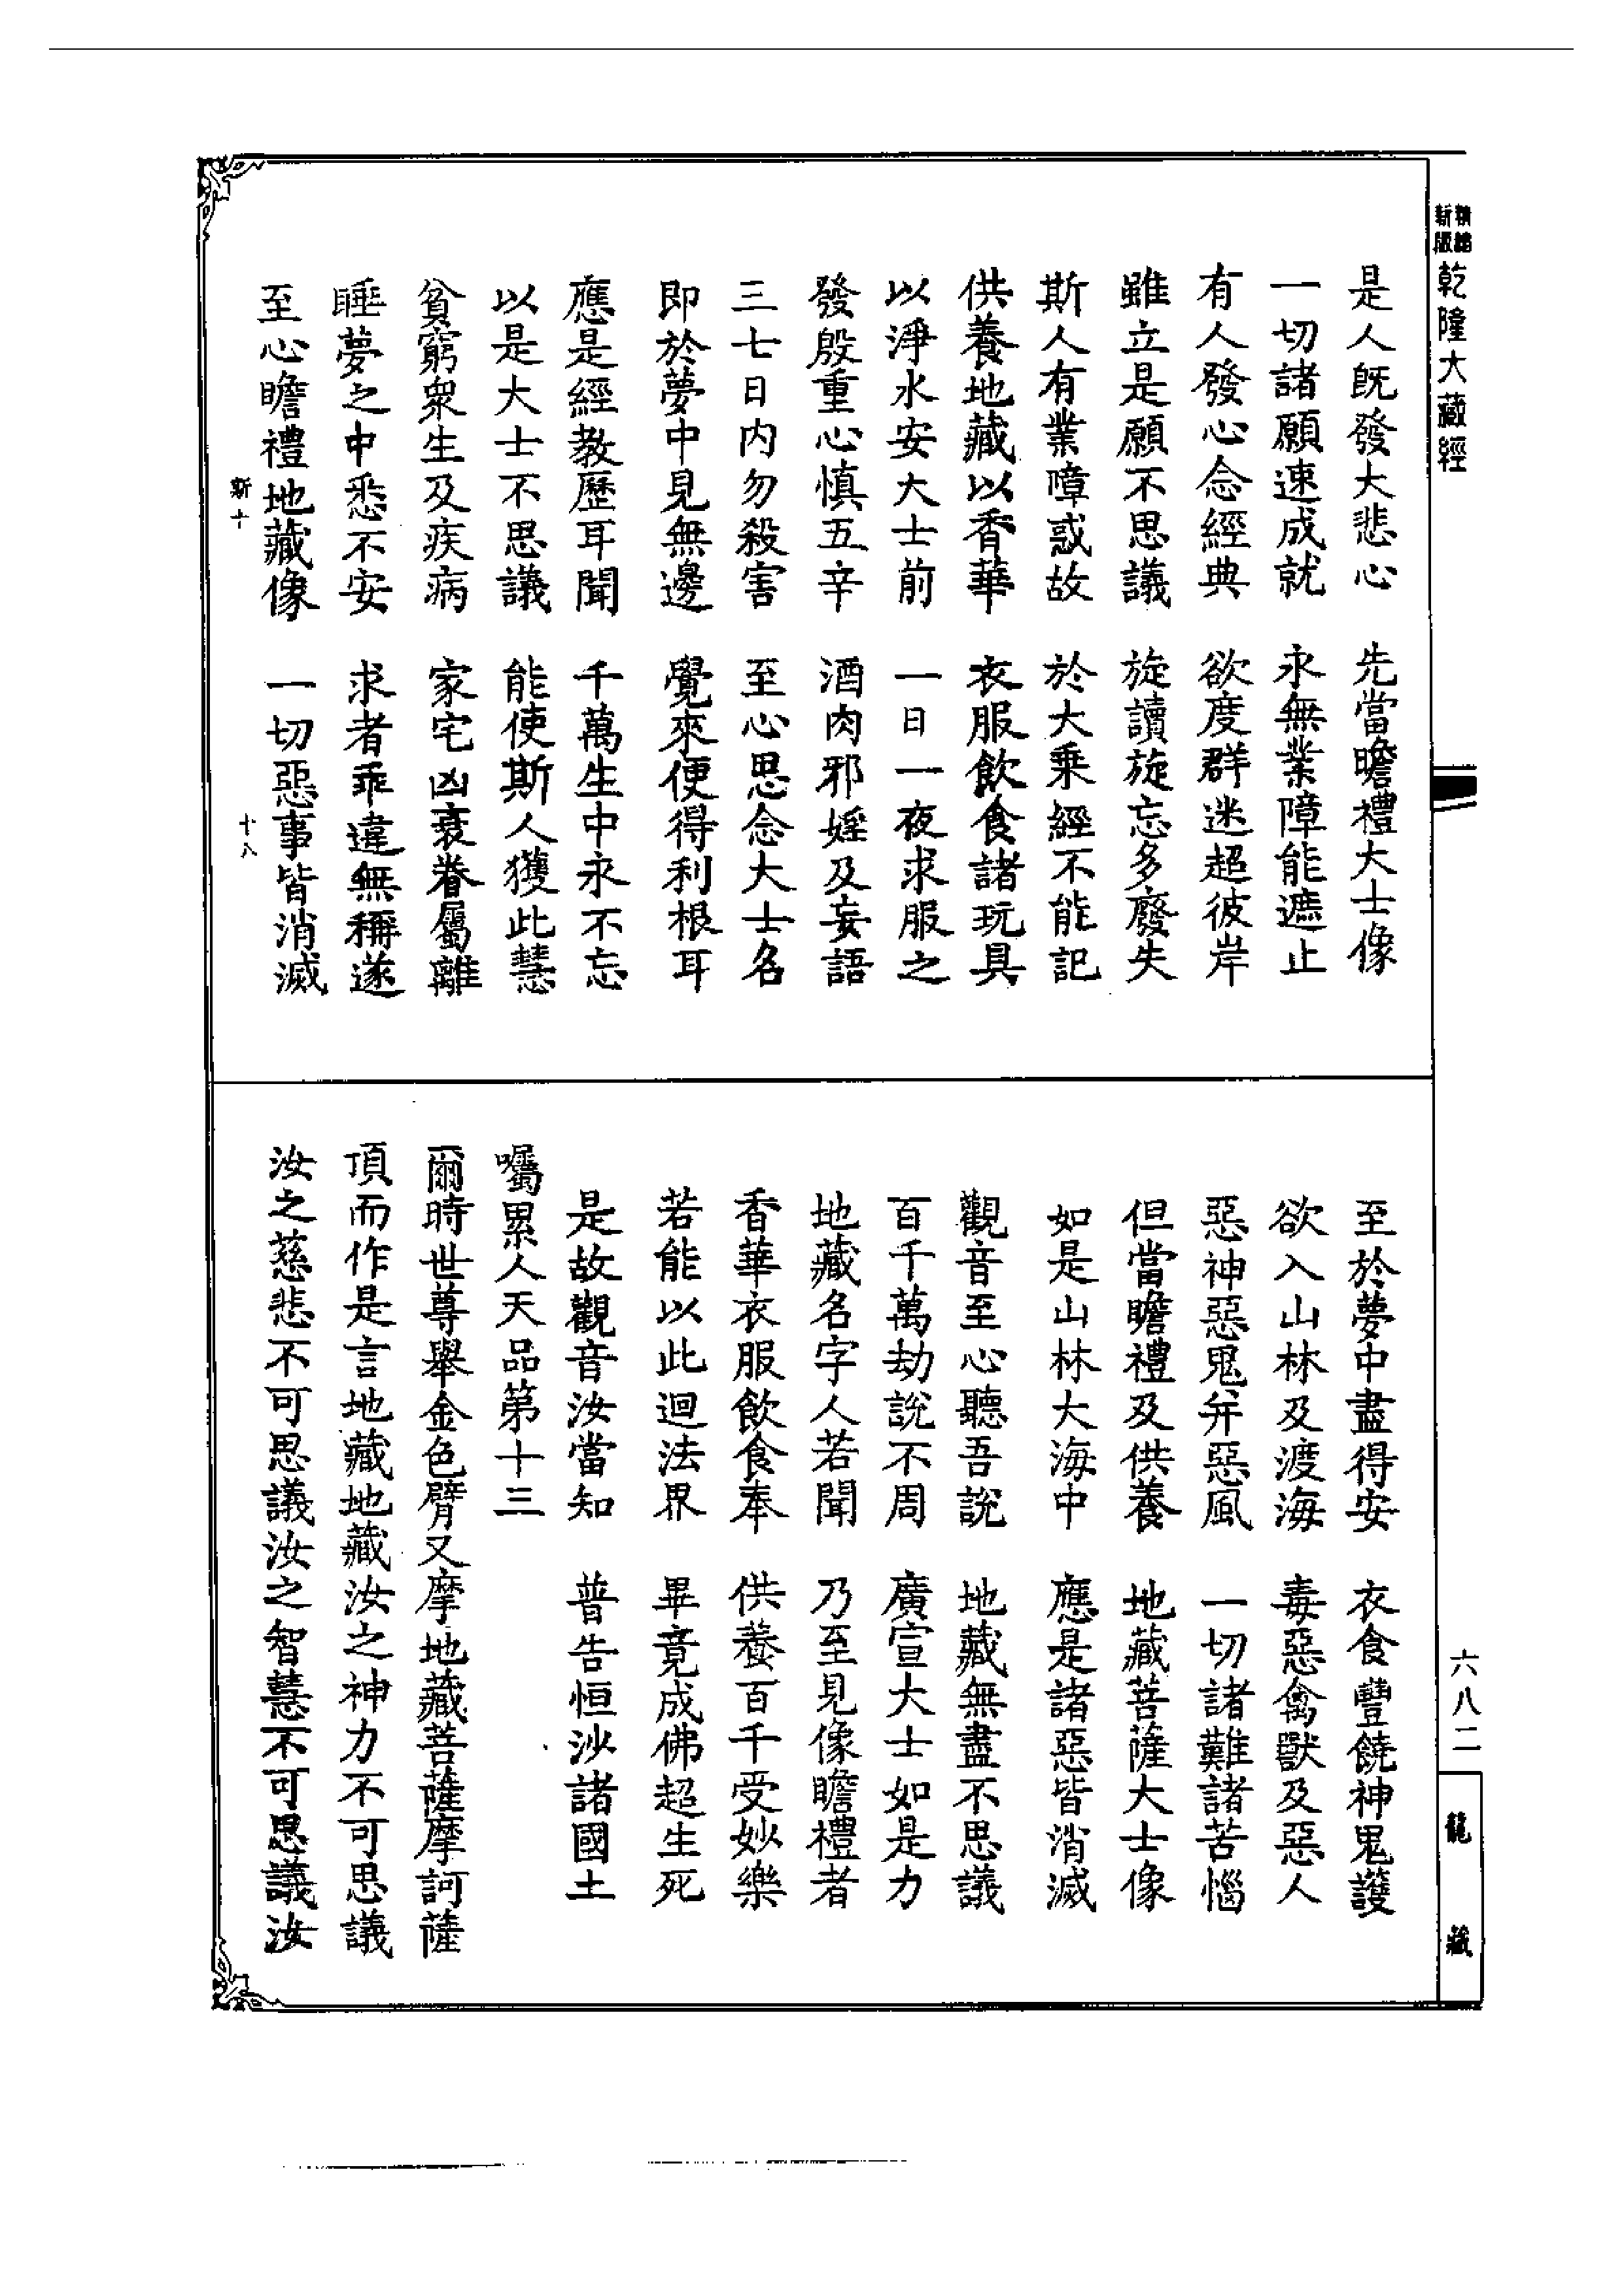 精縮新版 乾隆大藏經
是人既發大悲心　先當瞻禮大士像
一切諸願速成就　永無業障能遮止
有人發心念經典　欲度群迷超彼岸
雖立是願不思議　旋讀旋忘多廢失
斯人有業障惑故　於大乘經不能記
供養地藏以香華　衣服飲食諸玩具
以淨水安大士前　一日一夜求服之
發殷重心慎五辛　酒肉邪婬及妄語
三七日內勿殺害　至心思念大士名
即於夢中見無邊　覺來便得利根耳
應是經教歷耳聞　千萬生中永不忘
以是大士不思議　能使斯人獲此慧
貧窮眾生及疾病　家宅凶衰眷屬離
睡夢之中悉不安　求者乖違無稱遂
至心瞻禮地藏像　一切惡事皆消滅
斯十　十八
至於夢中盡得安　衣食豐饒神鬼護
欲入山林及渡海　毒惡禽獸及惡人
惡神惡鬼并惡風　一切諸難諸苦惱
但當瞻禮及供養　地藏菩薩大士像
如是山林大海中　應是諸惡皆消滅
觀音至心聽吾說　地藏無盡不思議
百千萬劫說不周　廣宣大士如是力
地藏名字人若聞　乃至見像瞻禮者
香華衣服飲食奉　供養百千受妙樂
若能以此迴法界　畢竟成佛超生死
是故觀音汝當知　普告恒沙諸國土
囑累人天品第十三
爾時世尊舉金色臂又摩地藏菩薩摩訶薩
頂而作是言地藏地藏汝之神力不可思議
汝之慈悲不可思議汝之智慧不可思議汝
六八二
龍藏